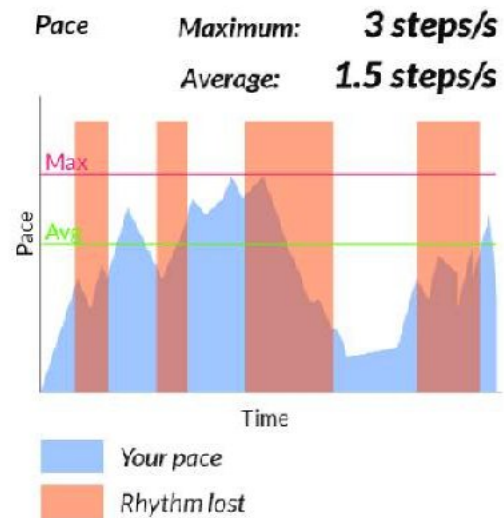 Pace Maximum: 3 steps/s
Average: 1.5 steps/s
Max
Avg
Pace
Time
Your pace
Rhythm lost